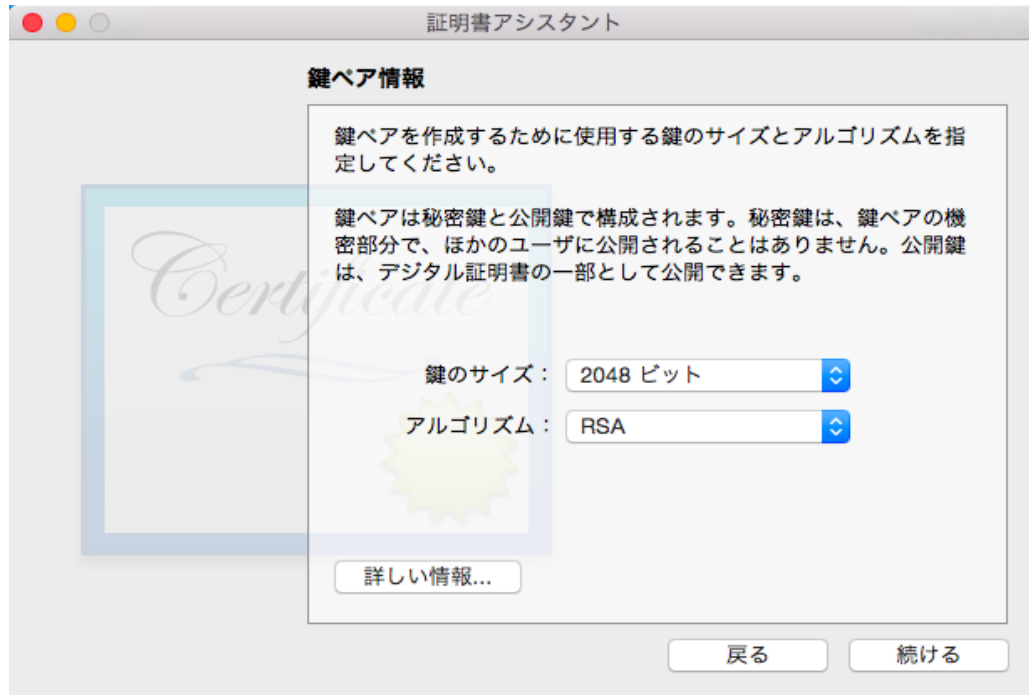 証明書アシスタント
鍵ペア情報
鍵ペアを作成するために使用する鍵のサイズとアルゴリズムを指
定してください。
鍵ペアは秘密鍵と公開鍵で構成されます。秘密鍵は、鍵ペアの機
密部分で、ほかのユーザに公開されることはありません。公開鍵
は、デジタル証明書の一部として公開できます。
Certificate
鍵のサイズ： 2048 ビット
アルゴリズム： RSA
詳しい情報...
戻る 続ける